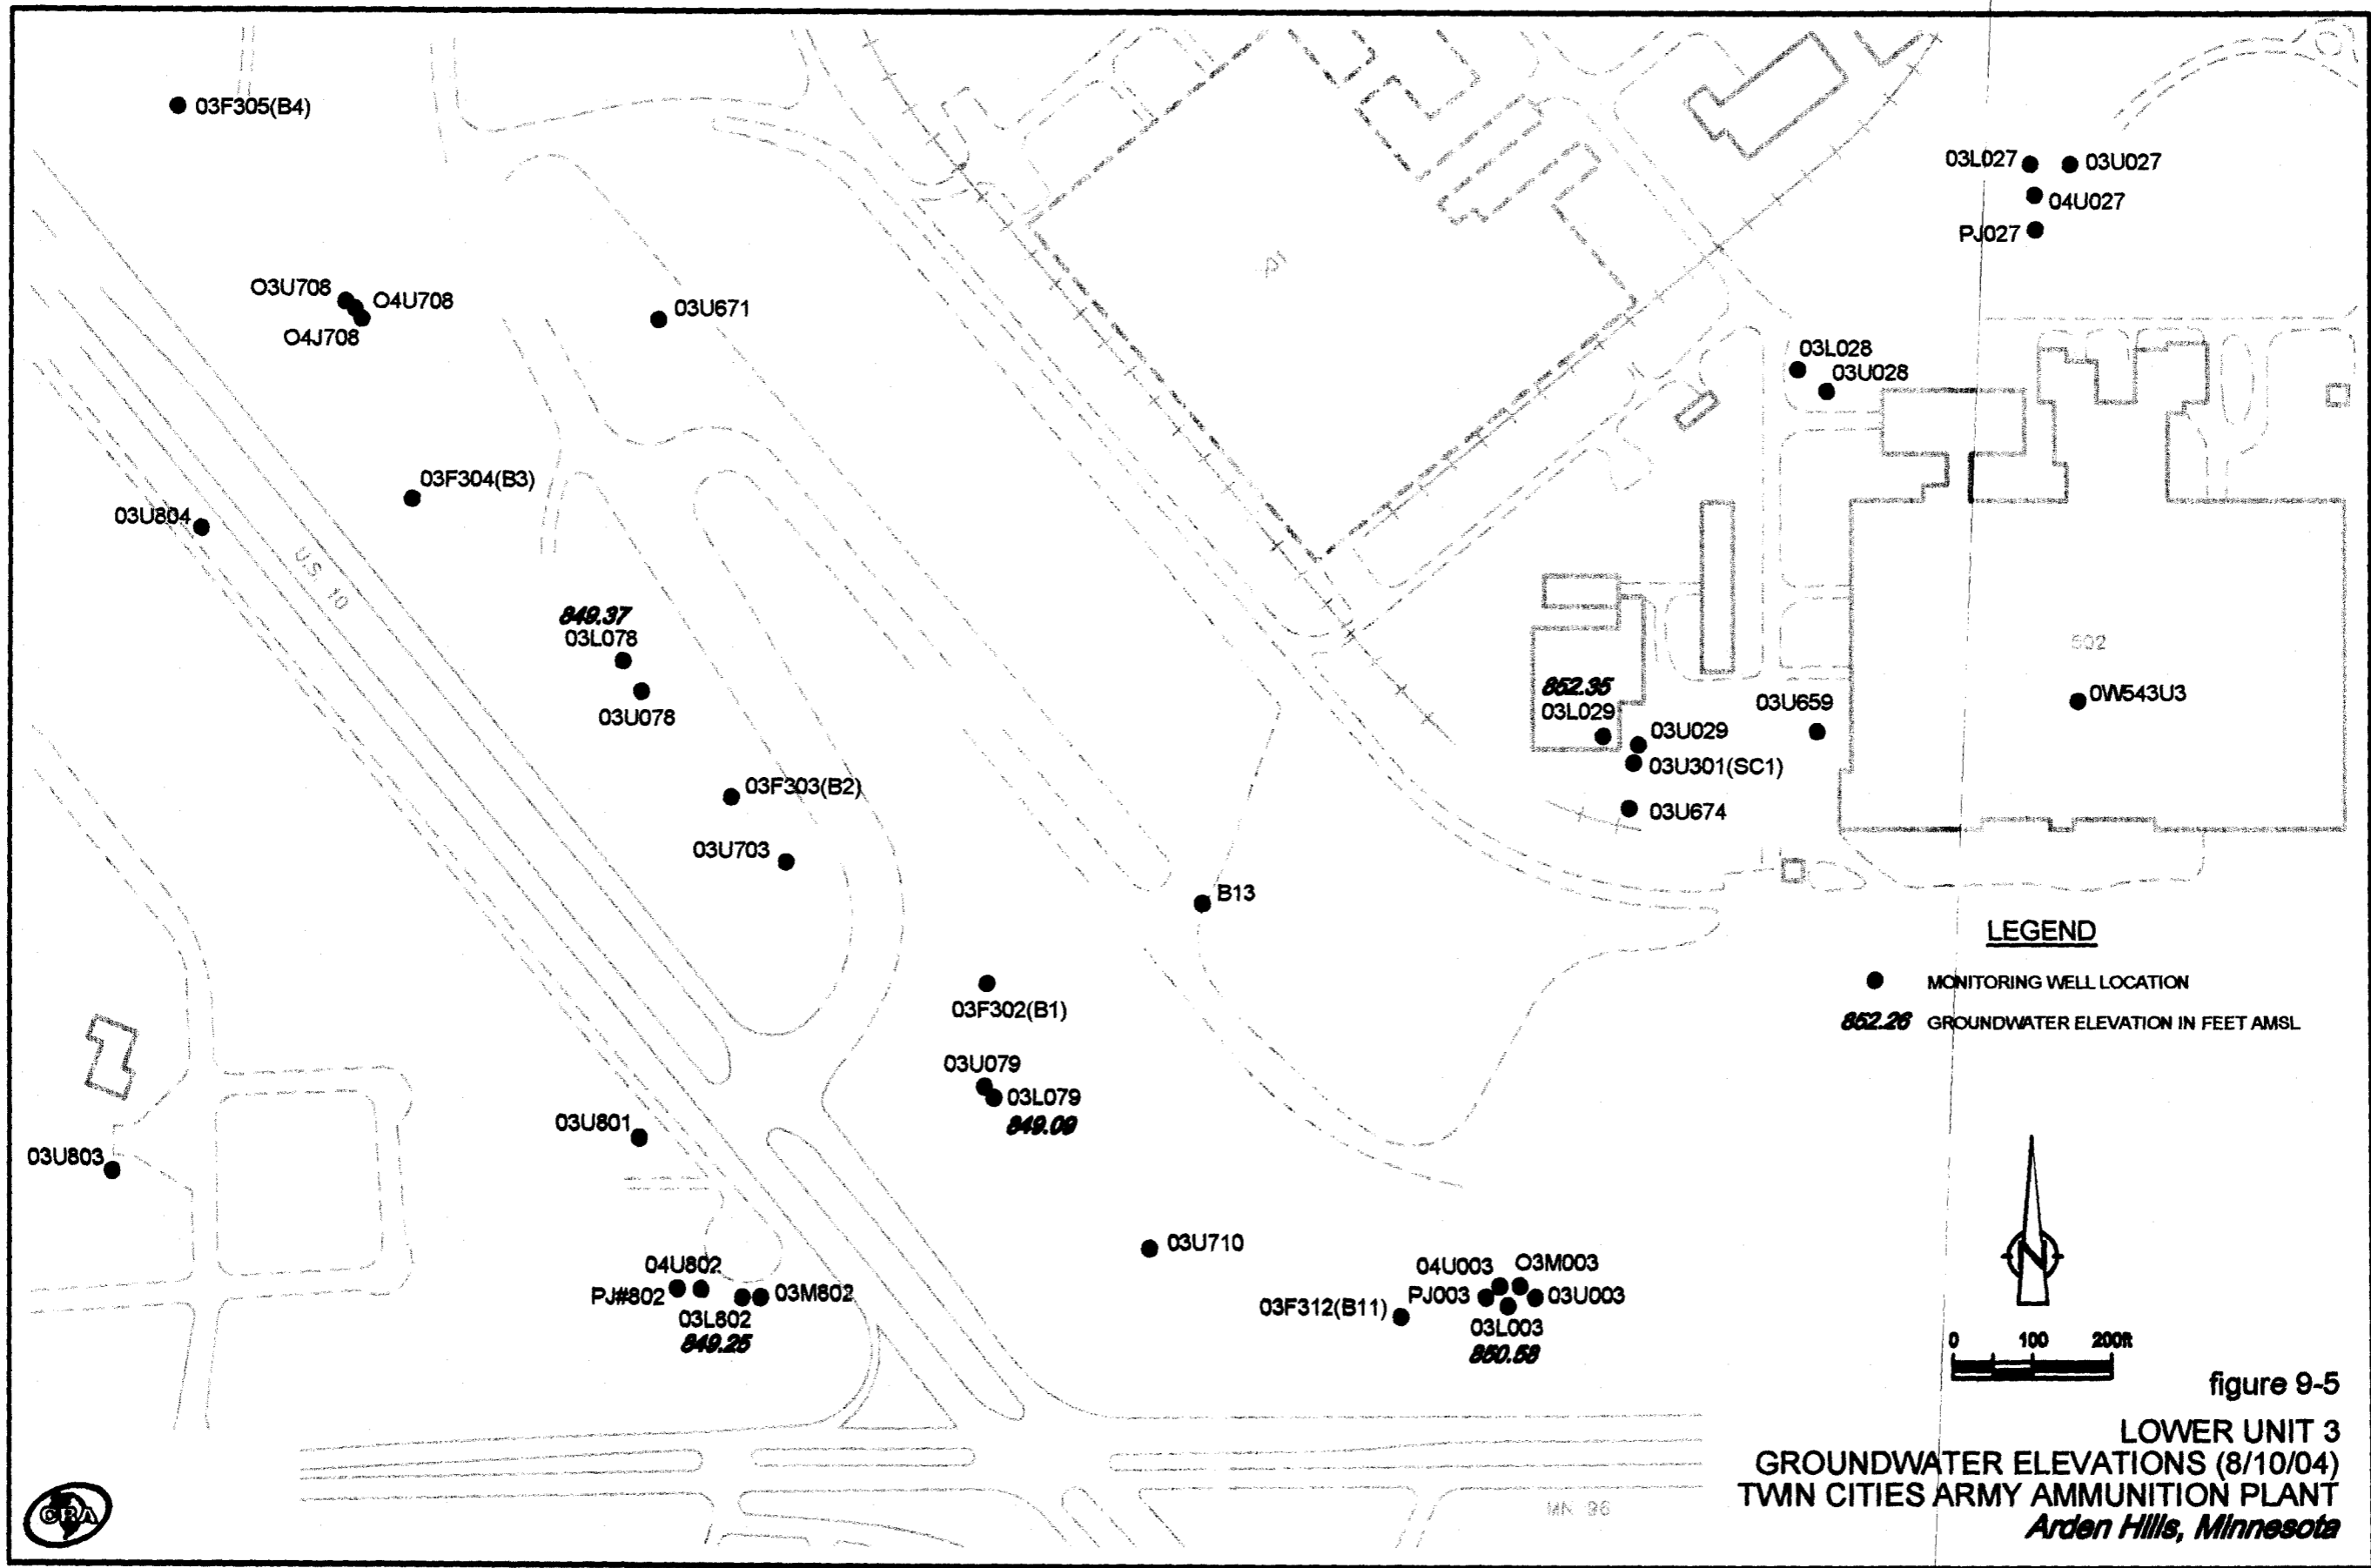 03F305(B4)
03L027
03U027
04U027
PJ027
O3U708
O4U708
O4J708
03U671
03L028
03U028
03F304(B3)
03U804
U.S. 10
849.37
03L078
03U078
502
852.35
03L029
03U659
0W543U3
03U029
03U301(SC1)
03U674
03F303(B2)
03U703
B13
LEGEND
MONITORING WELL LOCATION
852.26 GROUNDWATER ELEVATION IN FEET AMSL
03F302(B1)
03U079
03L079
849.09
03U801
03U803
03U710
04U802
PJ#802
03M802
03L802
849.25
04U003
O3M003
PJ003
03U003
03F312(B11)
03L003
850.58
N
0 100 200ft
figure 9-5
LOWER UNIT 3
GROUNDWATER ELEVATIONS (8/10/04)
TWIN CITIES ARMY AMMUNITION PLANT
Arden Hills, Minnesota
MN 96
CRA